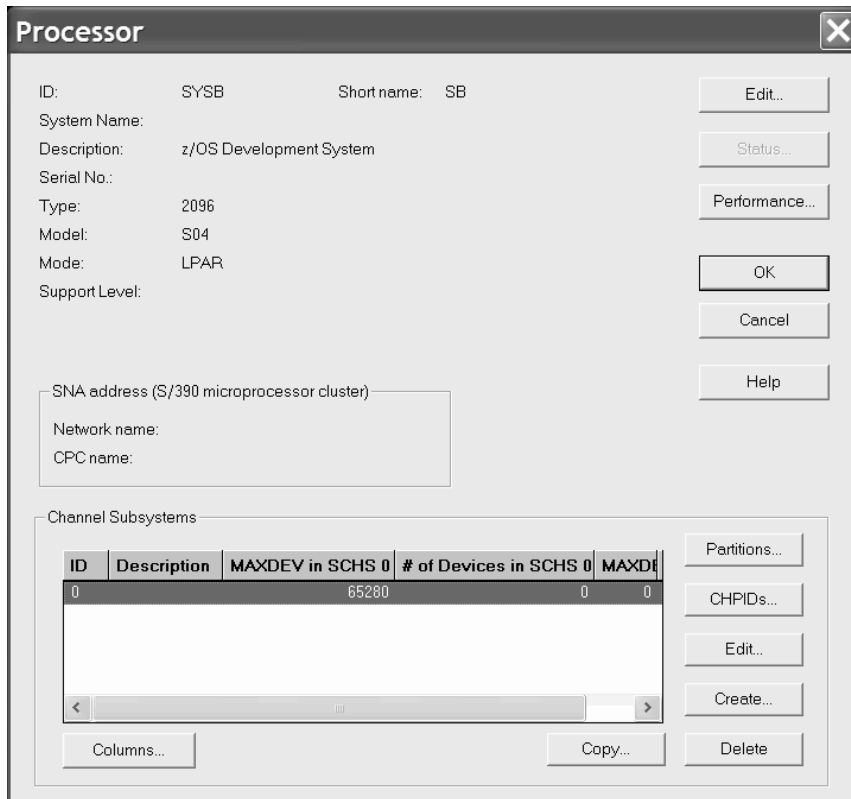 Processor
ID: SYSB Short name: SB Edit...
System Name:
Description: z/OS Development System Status...
Serial No.:
Type: 2096 Performance...
Model: S04
Mode: LPAR OK
Support Level:
Cancel
Help
SNA address (S/390 microprocessor cluster)
Network name:
CPC name:
Channel Subsystems
Partitions...
ID Description MAXDEV in SCHS 0 # of Devices in SCHS 0 MAXDE
0 65280 0 0
CHPIDs...
Edit...
Create...
Columns... Copy... Delete